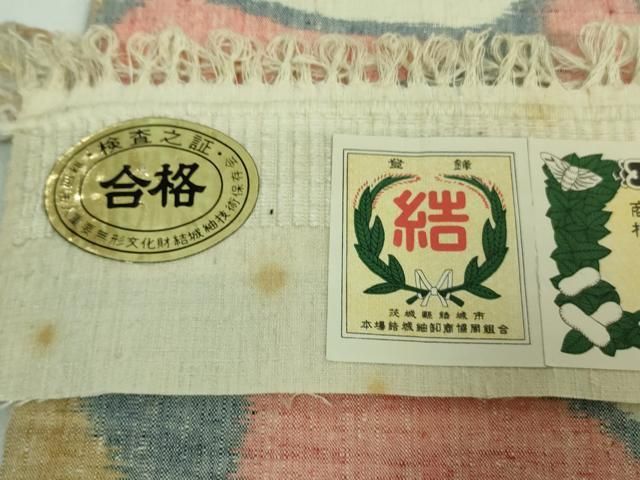 検査之証
合格
重要無形文化財結城紬技術保存会
登録
結
茨城縣結城市
本場結城紬卸商協同組合
商